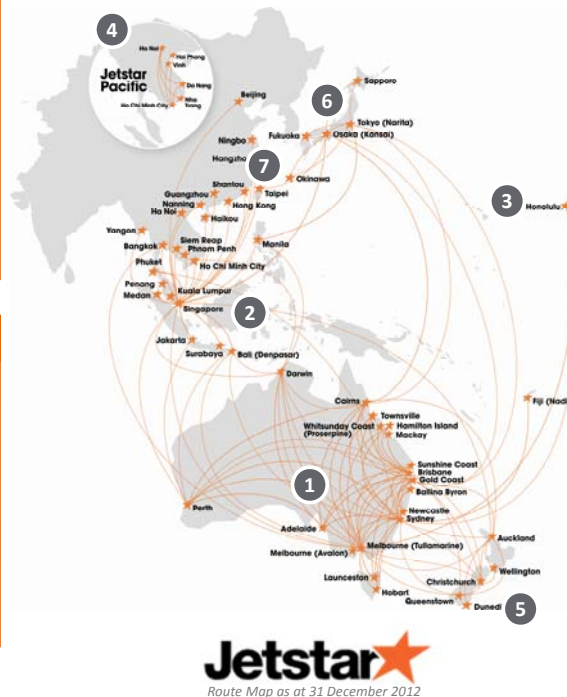 4
Ha Noi
Hai Phong
Vinh
Jetstar
Pacific
Da Nang
Nha
Trang
Ho Chi Minh City
Beijing
Sapporo
6
Tokyo (Narita)
Fukuoka
Osaka (Kansai)
Ningbo
Hangzho
7
Okinawa
Shantou
Taipei
Guangzhou
Hong Kong
Nanning
Ha Noi
Haikou
3
Honolulu
Yangon
Manila
Siem Reap
Bangkok
Phnom Penh
Phuket
Ho Chi Minh City
Penang
Kuala Lumpur
Medan
Singapore
2
Jakarta
Surabaya
Bali (Denpasar)
Darwin
Cairns
Fiji (Nadi
Townsville
Whitsunday Coast
(Proserpine)
Hamilton Island
Mackay
Sunshine Coast
Brisbane
Gold Coast
1
Ballina Byron
Perth
Newcastle
Sydney
Adelaide
Auckland
Melbourne (Tullamarine)
Melbourne (Avalon)
Wellington
Launceston
Christchurch
Hobart
Queenstown
Dunedi
5
Jetstar
Route Map as at 31 December 2012